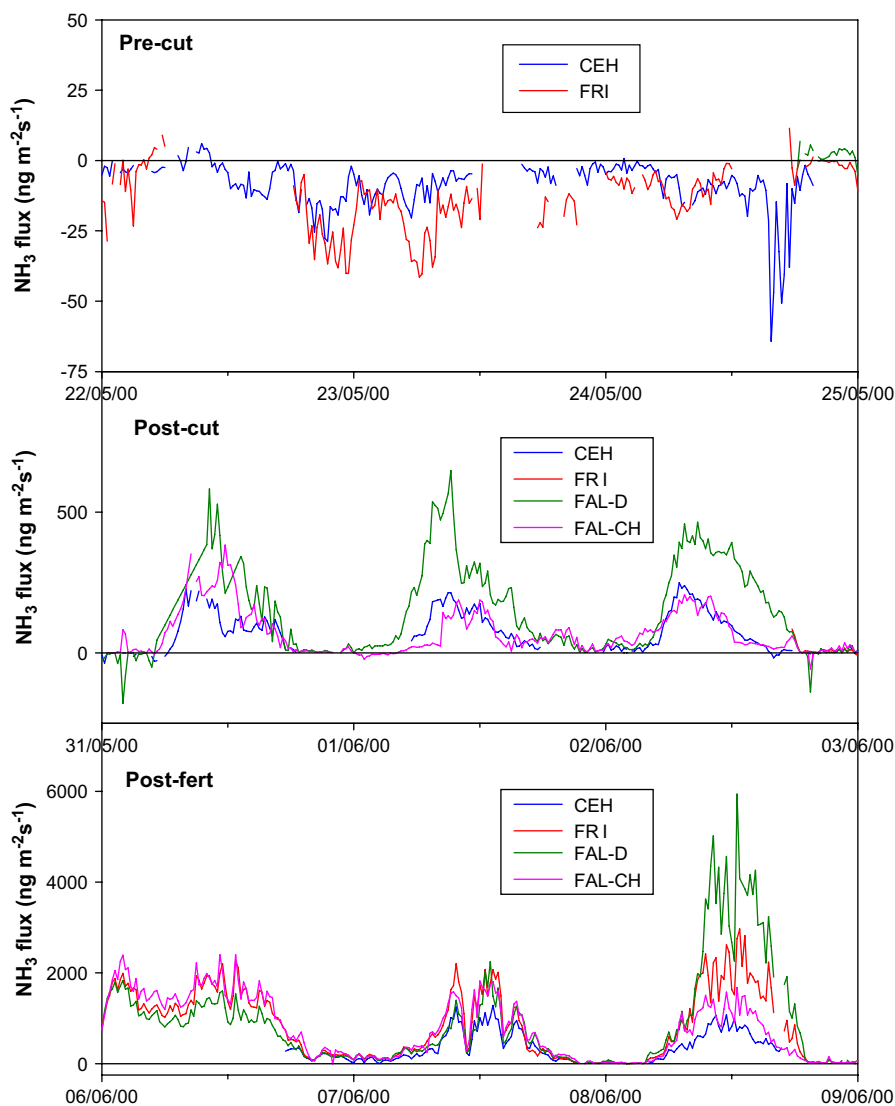 Pre-cut
CEH
FRI
NH3 flux (ng m-2s-1)
50
25
0
-25
-50
-75
22/05/00
23/05/00
24/05/00
25/05/00
Post-cut
CEH
FR I
FAL-D
FAL-CH
NH3 flux (ng m-2s-1)
500
0
31/05/00
01/06/00
02/06/00
03/06/00
Post-fert
CEH
FR I
FAL-D
FAL-CH
NH3 flux (ng m-2s-1)
6000
4000
2000
0
06/06/00
07/06/00
08/06/00
09/06/00